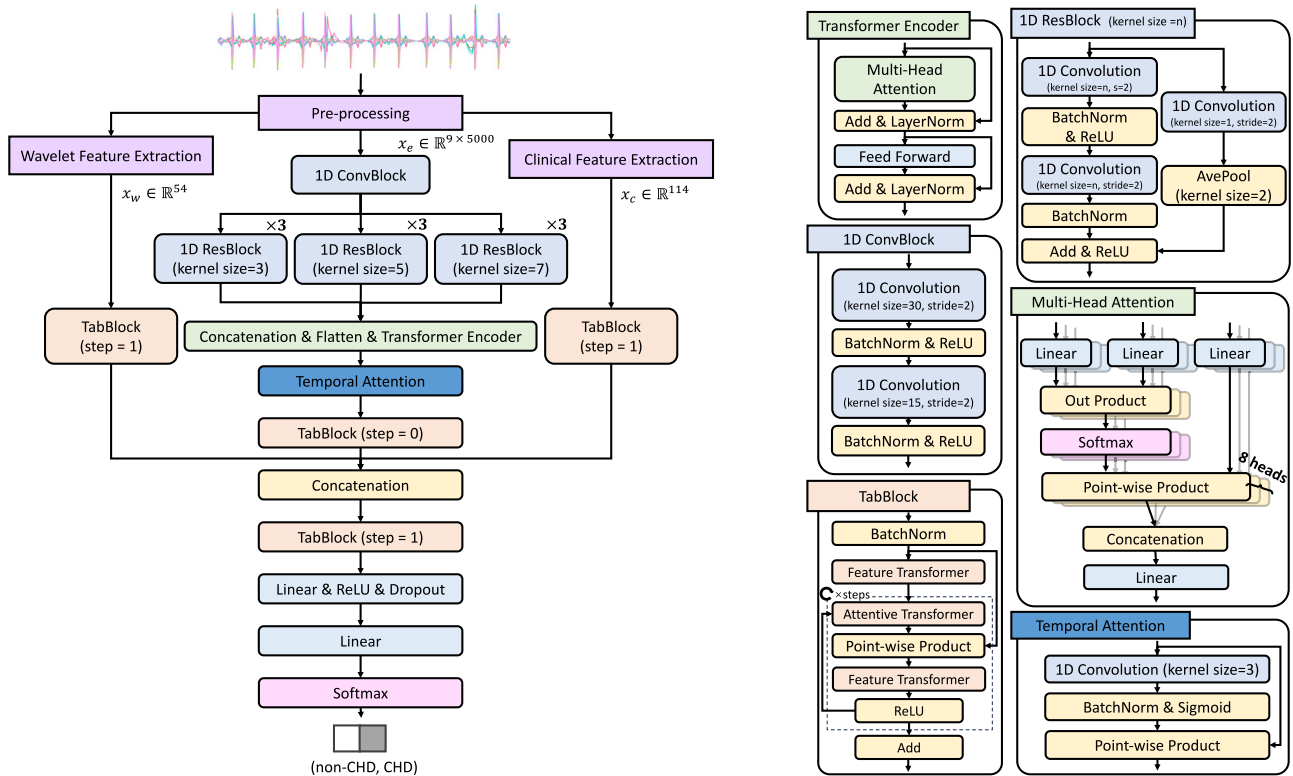 Pre-processing
Wavelet Feature Extraction
x_e ∈ ℝ^{9×5000}
Clinical Feature Extraction
1D ConvBlock
x_w ∈ ℝ^{54}
x_c ∈ ℝ^{114}
×3
×3
×3
1D ResBlock
(kernel size=3)
1D ResBlock
(kernel size=5)
1D ResBlock
(kernel size=7)
TabBlock
(step = 1)
Concatenation & Flatten & Transformer Encoder
TabBlock
(step = 1)
Temporal Attention
TabBlock (step = 0)
Concatenation
TabBlock (step = 1)
Linear & ReLU & Dropout
Linear
Softmax
(non-CHD, CHD)
Transformer Encoder
Multi-Head
Attention
Add & LayerNorm
Feed Forward
Add & LayerNorm
1D ConvBlock
1D Convolution
(kernel size=30, stride=2)
BatchNorm & ReLU
1D Convolution
(kernel size=15, stride=2)
BatchNorm & ReLU
TabBlock
BatchNorm
Feature Transformer
×steps
Attentive Transformer
Point-wise Product
Feature Transformer
ReLU
Add
1D ResBlock (kernel size =n)
1D Convolution
(kernel size=n, s=2)
BatchNorm
& ReLU
1D Convolution
(kernel size=n, stride=2)
BatchNorm
Add & ReLU
1D Convolution
(kernel size=1, stride=2)
AvePool
(kernel size=2)
Multi-Head Attention
Linear
Linear
Linear
Out Product
Softmax
8 heads
Point-wise Product
Concatenation
Linear
Temporal Attention
1D Convolution (kernel size=3)
BatchNorm & Sigmoid
Point-wise Product